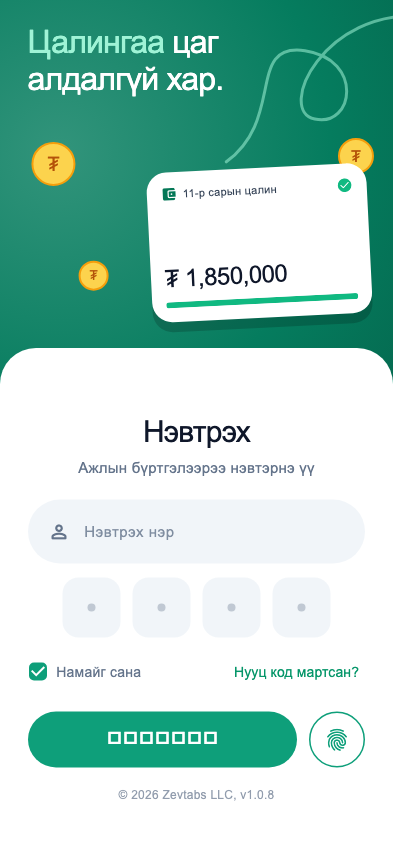 Цалингаа цаг
алдалгүй хар.
₮
₮
11-р сарын цалин
₮
₮ 1,850,000
Нэвтрэх
Ажлын бүртгэлээрээ нэвтэрнэ үү
Нэвтрэх нэр
Намайг сана
Нууц код мартсан?
© 2026 Zevtabs LLC, v1.0.8